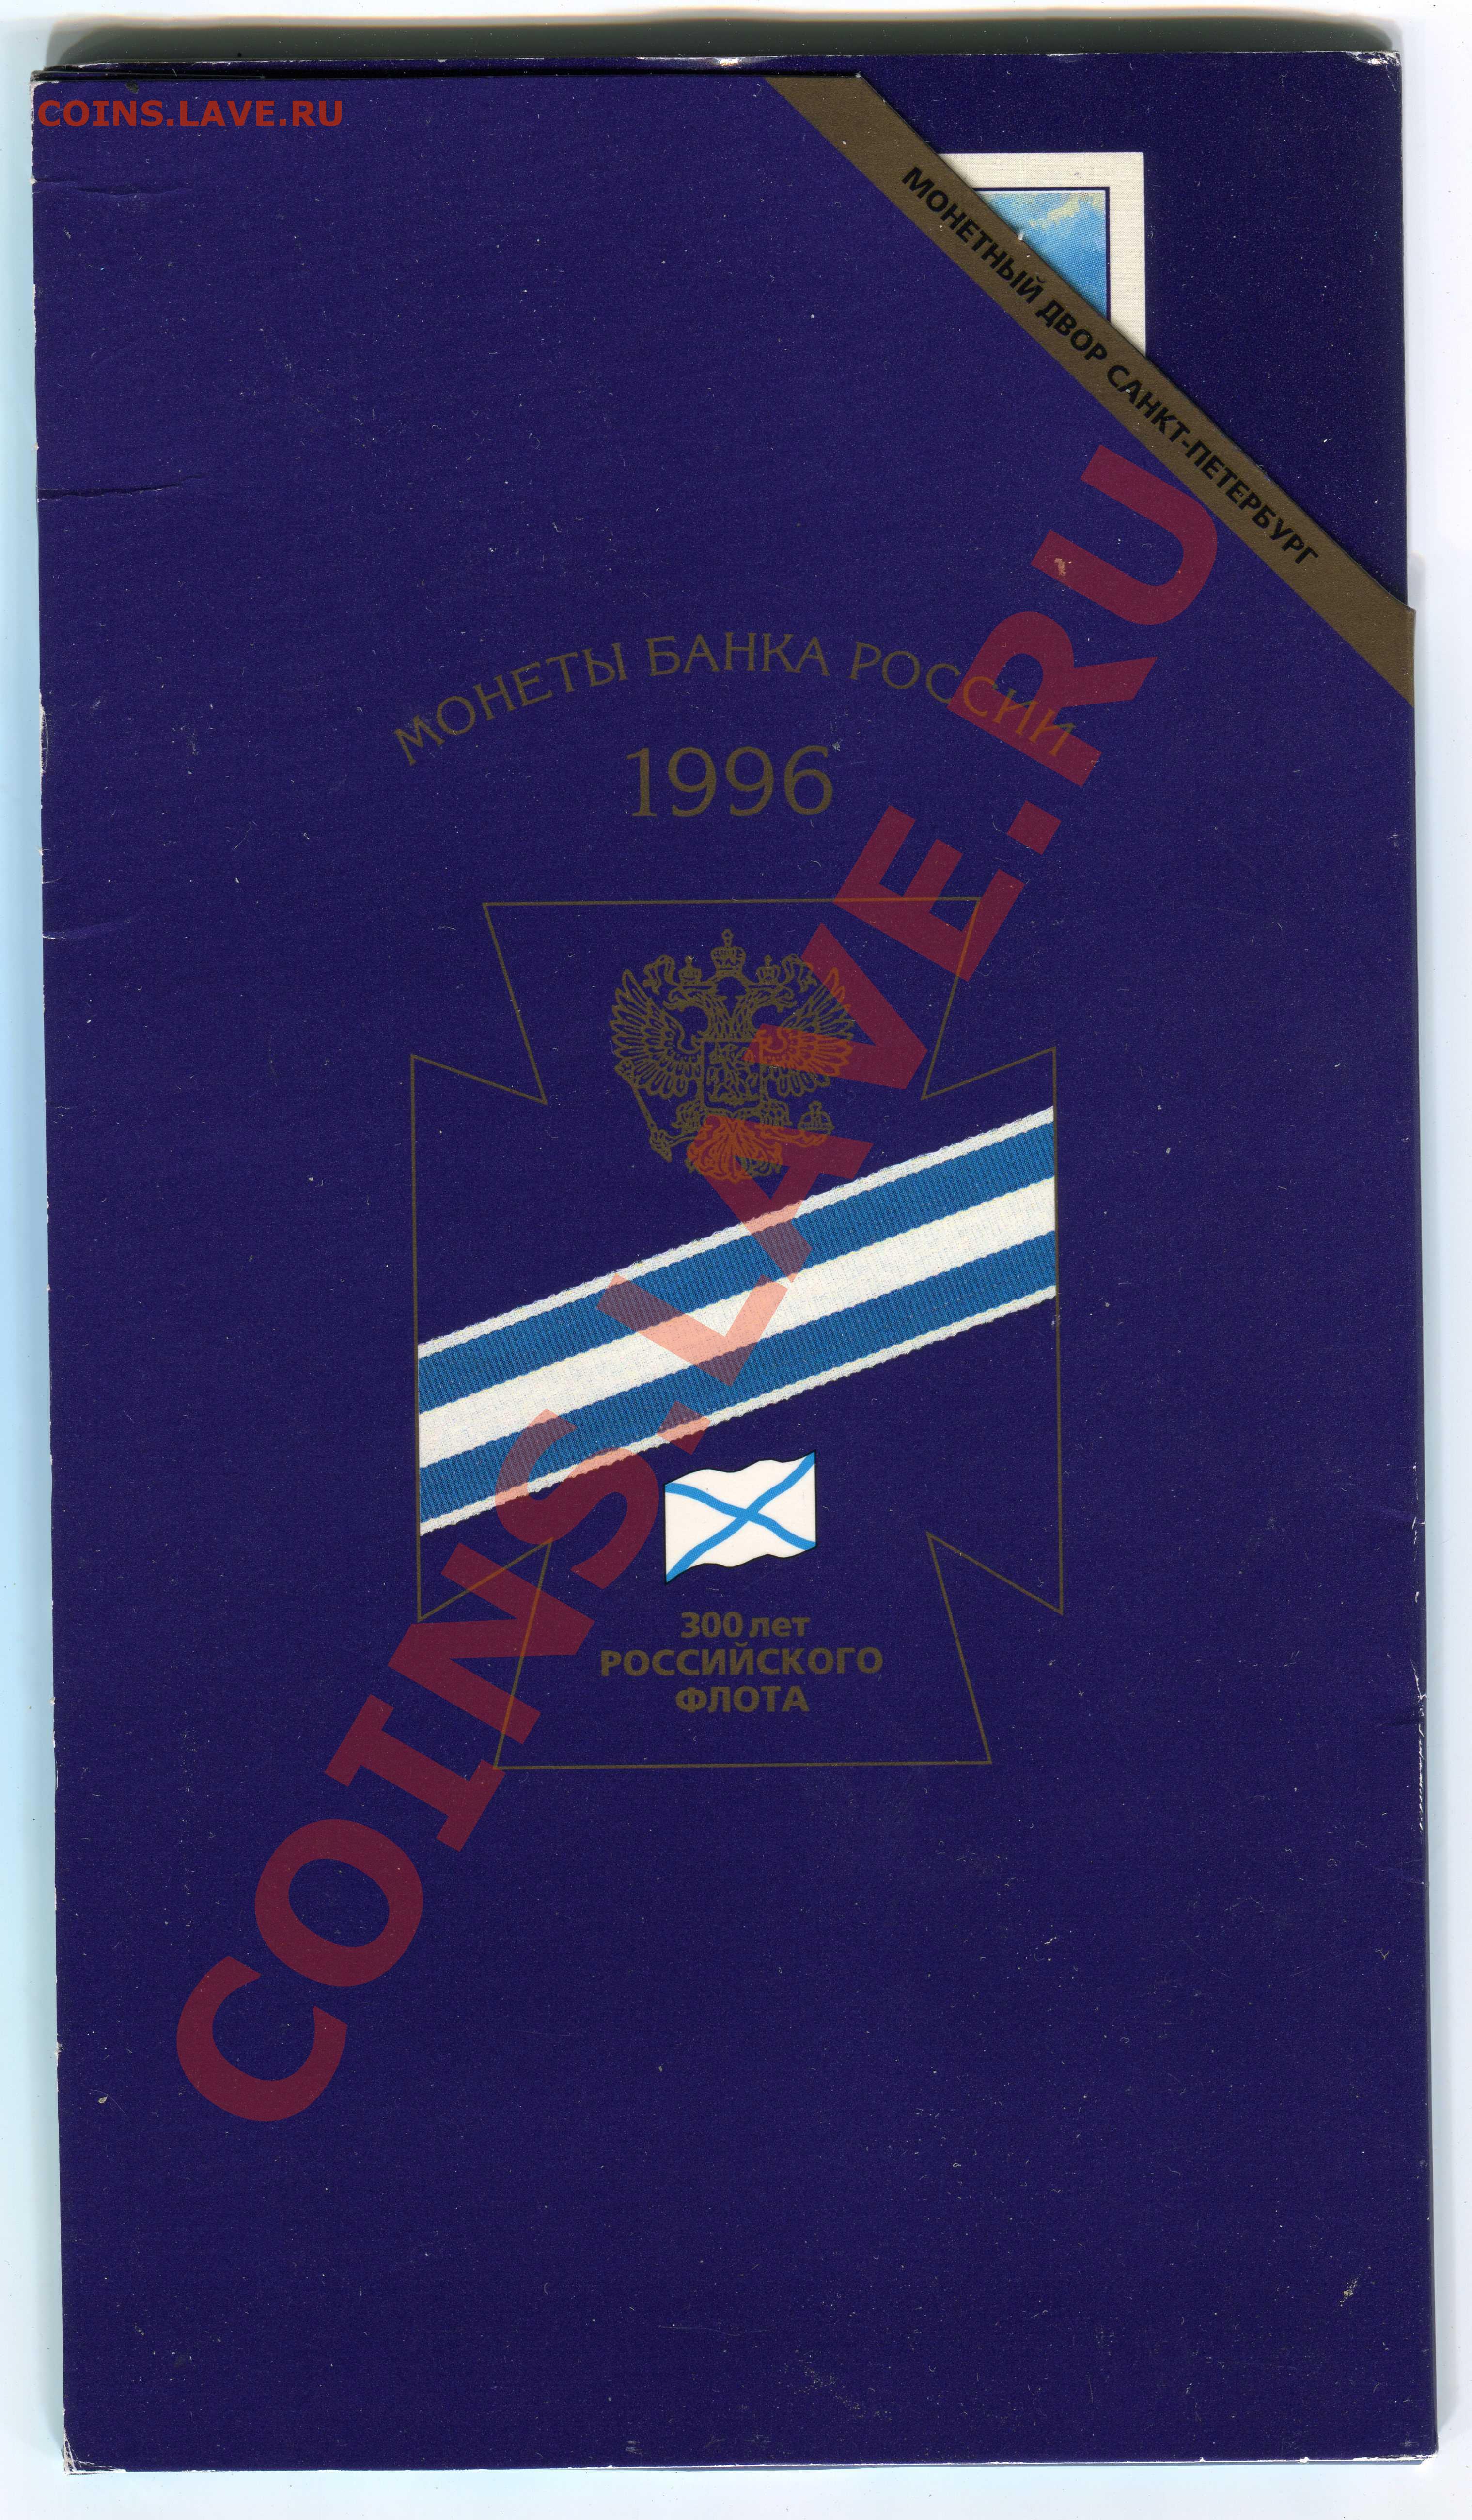 COINS.LAVE.RU
МОНЕТНЫЙ ДВОР САНКТ-ПЕТЕРБУРГ
МОНЕТЫ БАНКА РОССИИ
1996
300 лет
РОССИЙСКОГО
ФЛОТА
COINS.LAVE.RU